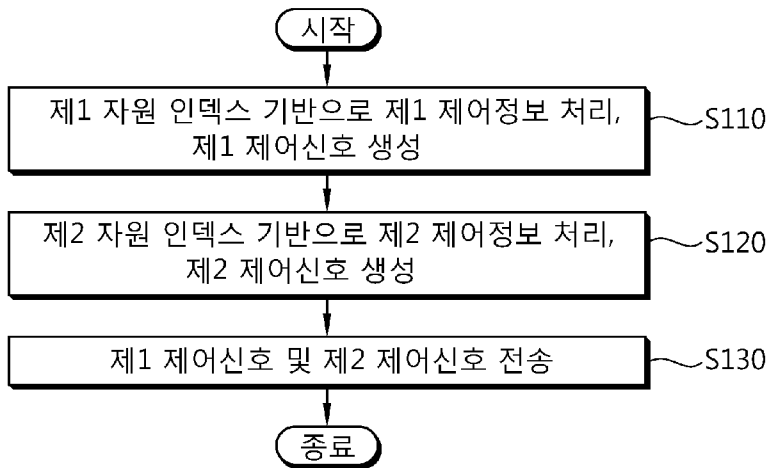 시작
제1 자원 인덱스 기반으로 제1 제어정보 처리,
제1 제어신호 생성
S110
제2 자원 인덱스 기반으로 제2 제어정보 처리,
제2 제어신호 생성
S120
제1 제어신호 및 제2 제어신호 전송
S130
종료